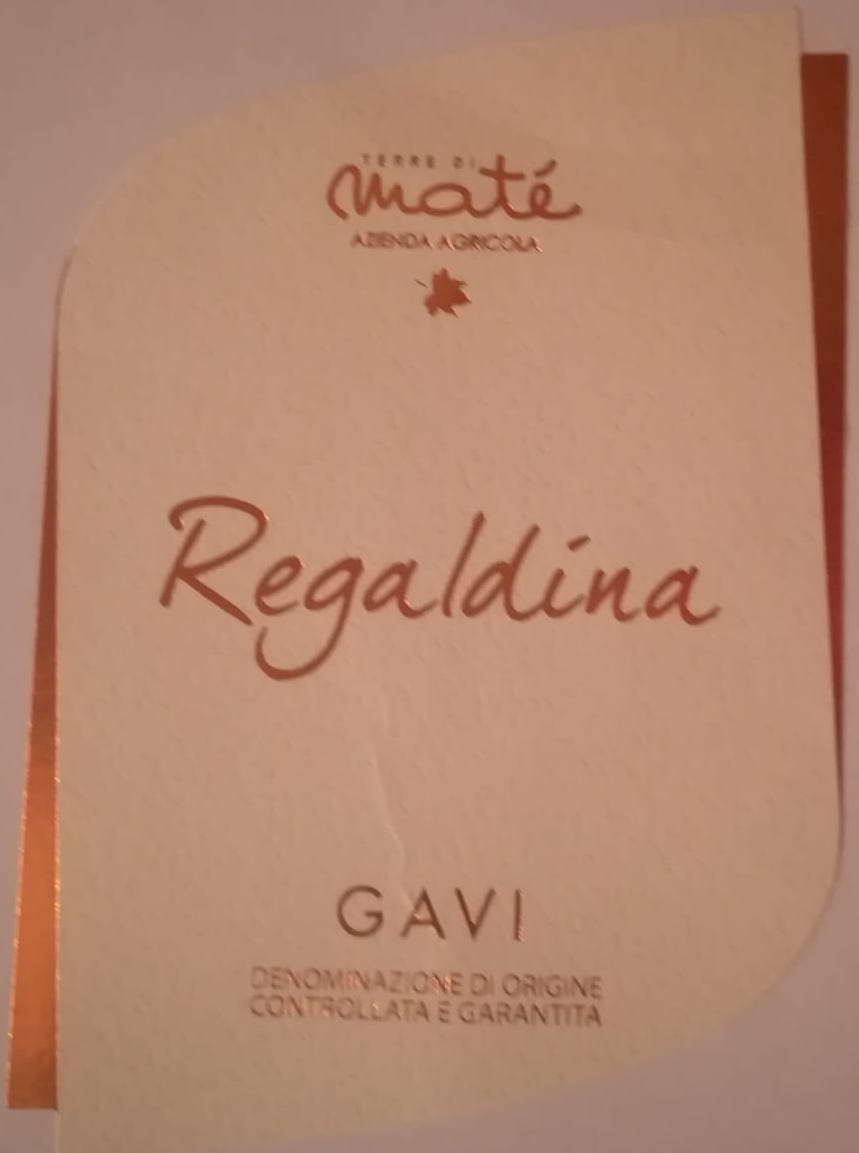 TERRE DI
maté
AZIENDA AGRICOLA
Regaldina
GAVI
DENOMINAZIONE DI ORIGINE
CONTROLLATA E GARANTITA